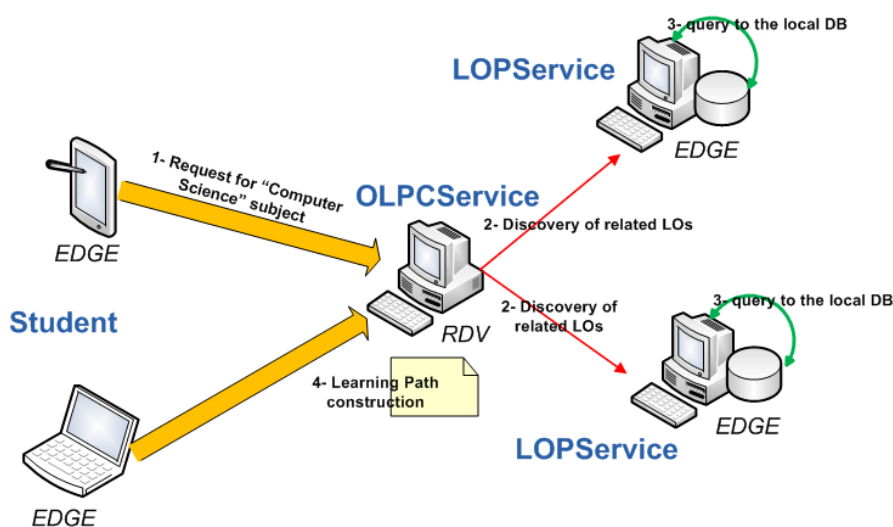 3- query to the local DB
LOPService
EDGE
1- Request for “Computer
Science” subject
OLPCService
EDGE
2- Discovery of related LOs
3- query to the local DB
2- Discovery of
related LOs
Student
RDV
4- Learning Path
construction
EDGE
LOPService
EDGE